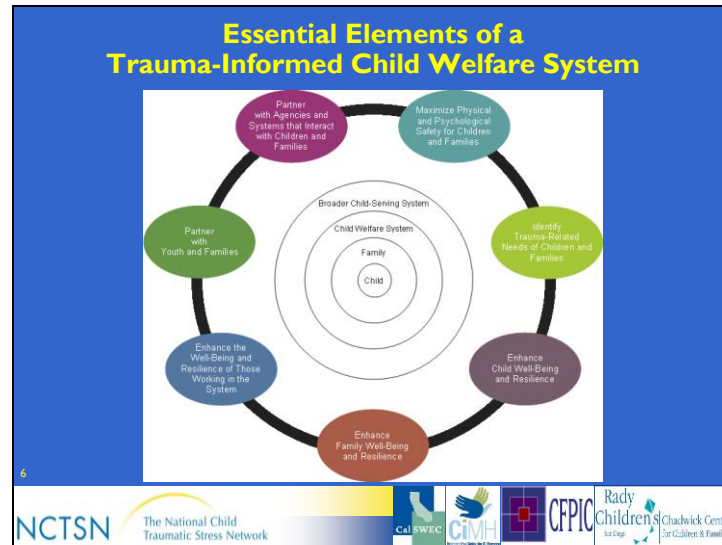 Essential Elements of a
Trauma-Informed Child Welfare System
Partner
with Agencies and
Systems that Interact
with Children and
Families
Maximize Physical
and Psychological
Safety for Children
and Families
Identify
Trauma-Related
Needs of Children and
Families
Enhance
Child Well-Being
and Resilience
Enhance
Family Well-Being
and Resilience
Enhance the
Well-Being and
Resilience of Those
Working in the
System
Partner
with
Youth and Families
Broader Child-Serving System
Child Welfare System
Family
Child
6
NCTSN
The National Child
Traumatic Stress Network
Cal SWEC
CiMH
CFPIC
Rady
Children's
Chadwick Cent
for Children & Famil